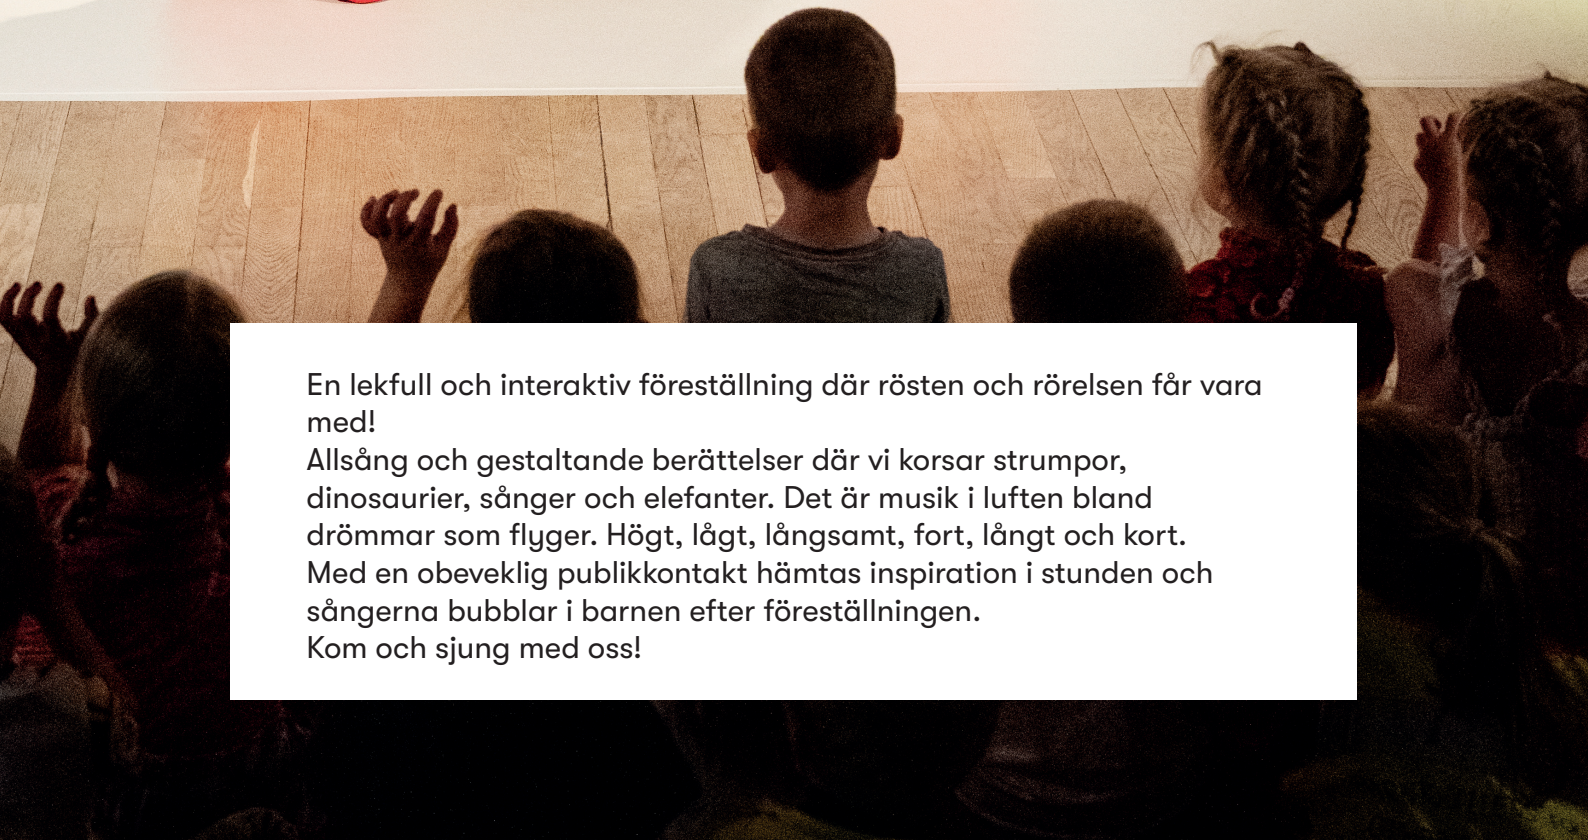 En lekfull och interaktiv föreställning där rösten och rörelsen får vara
med!
Allsång och gestaltande berättelser där vi korsar strumpor,
dinosaurier, sånger och elefanter. Det är musik i luften bland
drömmar som flyger. Högt, lågt, långsamt, fort, långt och kort.
Med en obeveklig publikkontakt hämtas inspiration i stunden och
sångerna bubblar i barnen efter föreställningen.
Kom och sjung med oss!